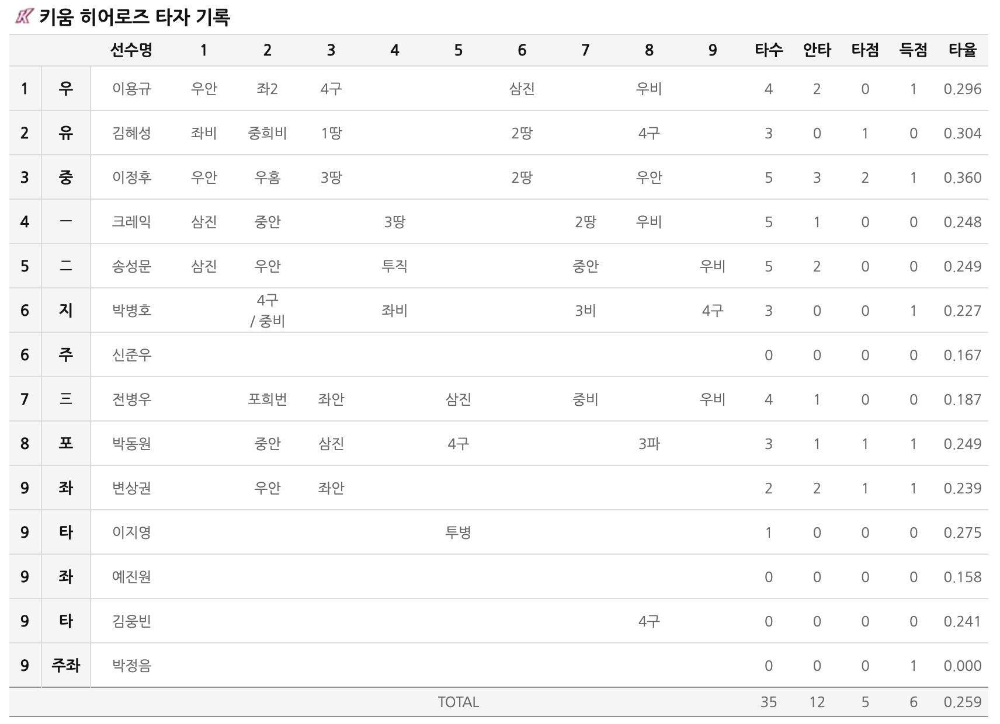 키움 히어로즈 타자 기록
선수명 1 2 3 4 5 6 7 8 9 타수 안타 타점 득점 타율
1 우 이용규 우안 좌2 4구 삼진 우비 4 2 0 1 0.296
2 유 김혜성 좌비 중희비 1땅 2땅 4구 3 0 1 0 0.304
3 중 이정후 우안 우홈 3땅 2땅 우안 5 3 2 1 0.360
4 一 크레익 삼진 중안 3땅 2땅 우비 5 1 0 0 0.248
5 二 송성문 삼진 우안 투직 중안 우비 5 2 0 0 0.249
6 지 박병호 4구 / 중비 좌비 3비 4구 3 0 0 1 0.227
6 주 신준우 0 0 0 0 0.167
7 三 전병우 포희번 좌안 삼진 중비 우비 4 1 0 0 0.187
8 포 박동원 중안 삼진 4구 3파 3 1 1 1 0.249
9 좌 변상권 우안 좌안 2 2 1 1 0.239
9 타 이지영 투병 1 0 0 0 0.275
9 좌 예진원 0 0 0 0 0.158
9 타 김웅빈 4구 0 0 0 0 0.241
9 주좌 박정음 0 0 0 1 0.000
TOTAL 35 12 5 6 0.259